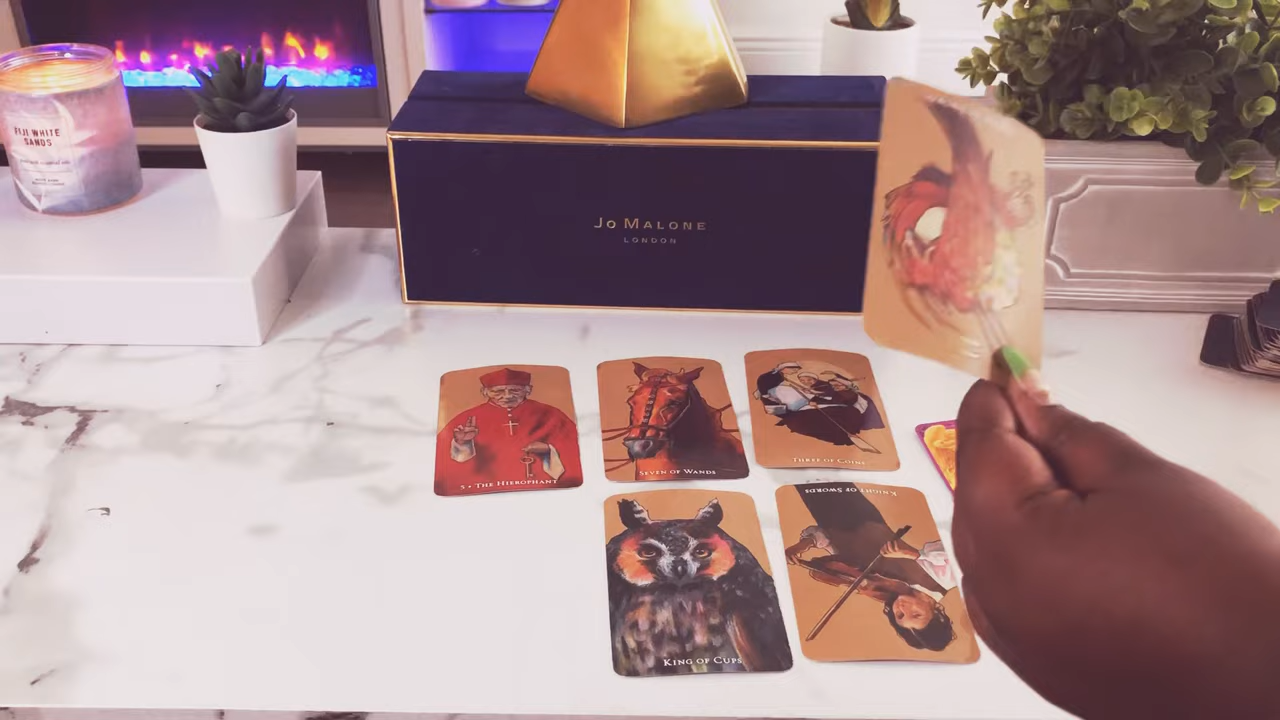 FIJI WHITE
SANDS
JO MALONE
LONDON
5 • THE HIEROPHANT
SEVEN OF WANDS
THREE OF COINS
KING OF CUPS
KNIGHT OF SWORDS